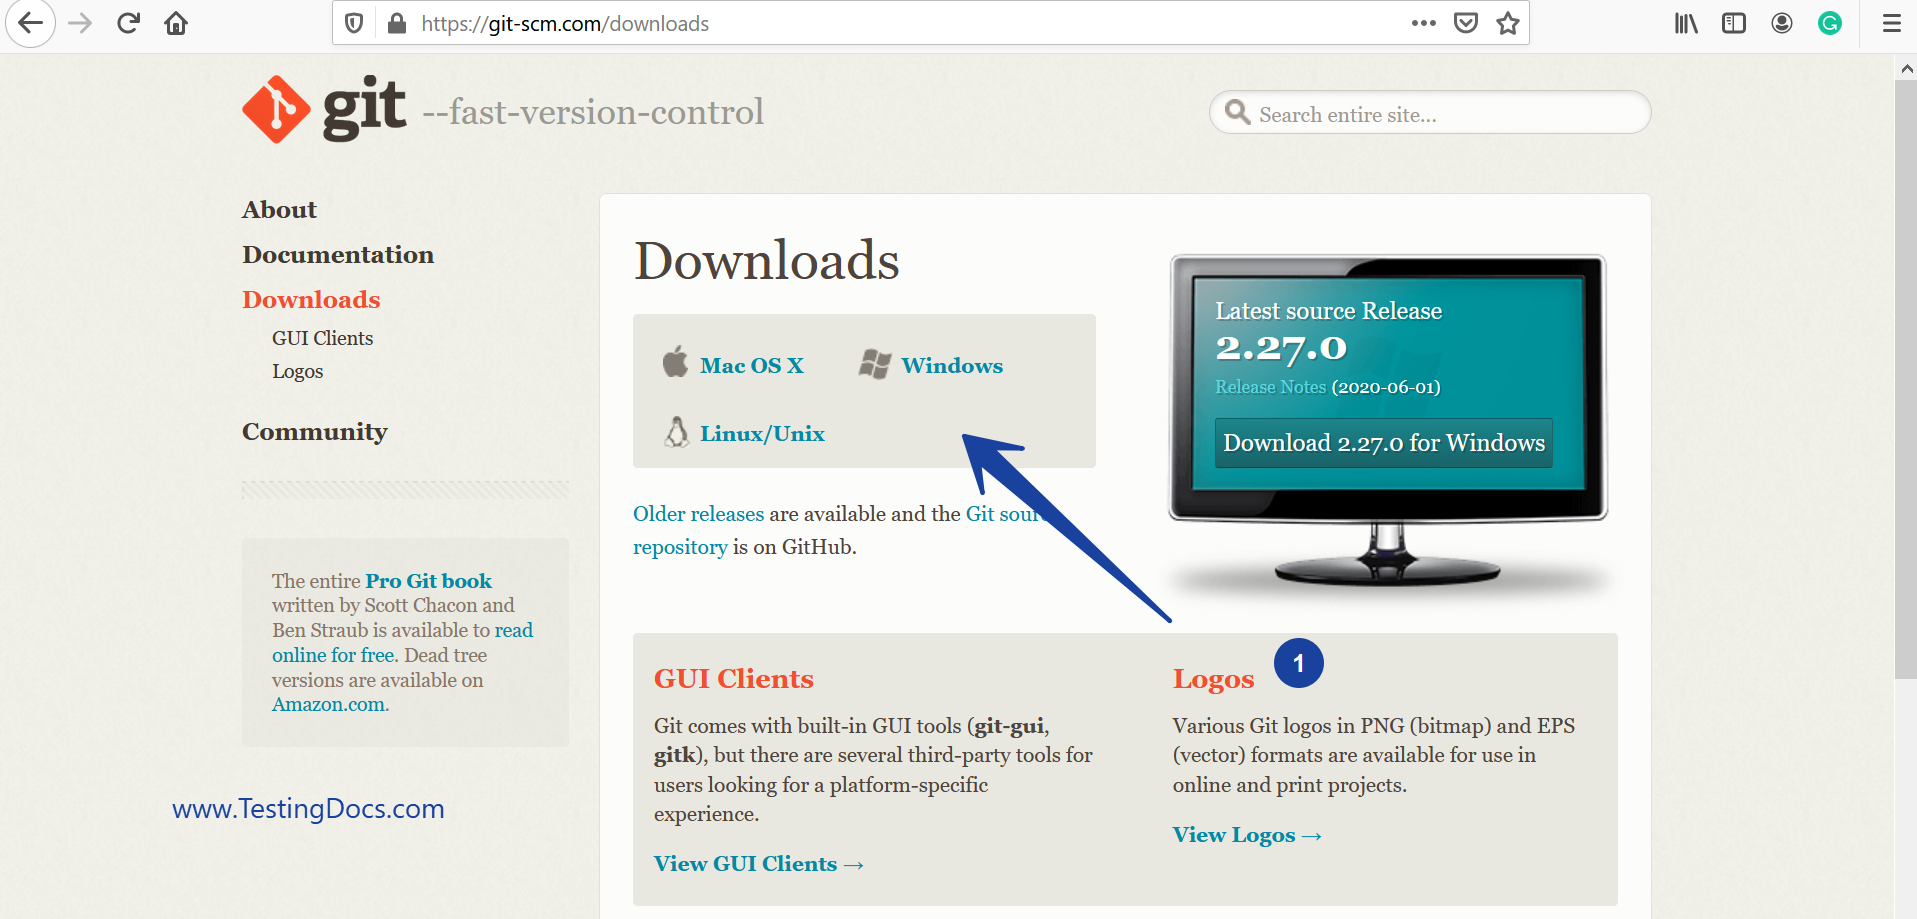 https://git-scm.com/downloads
git --fast-version-control
Search entire site...
About
Documentation
Downloads
GUI Clients
Logos
Community
The entire Pro Git book
written by Scott Chacon and
Ben Straub is available to read
online for free. Dead tree
versions are available on
Amazon.com.
www.TestingDocs.com
Downloads
Mac OS X
Windows
Linux/Unix
Older releases are available and the Git sour
repository is on GitHub.
Latest source Release
2.27.0
Release Notes (2020-06-01)
Download 2.27.0 for Windows
GUI Clients
Git comes with built-in GUI tools (git-gui,
gitk), but there are several third-party tools for
users looking for a platform-specific
experience.
View GUI Clients →
Logos
1
Various Git logos in PNG (bitmap) and EPS
(vector) formats are available for use in
online and print projects.
View Logos →